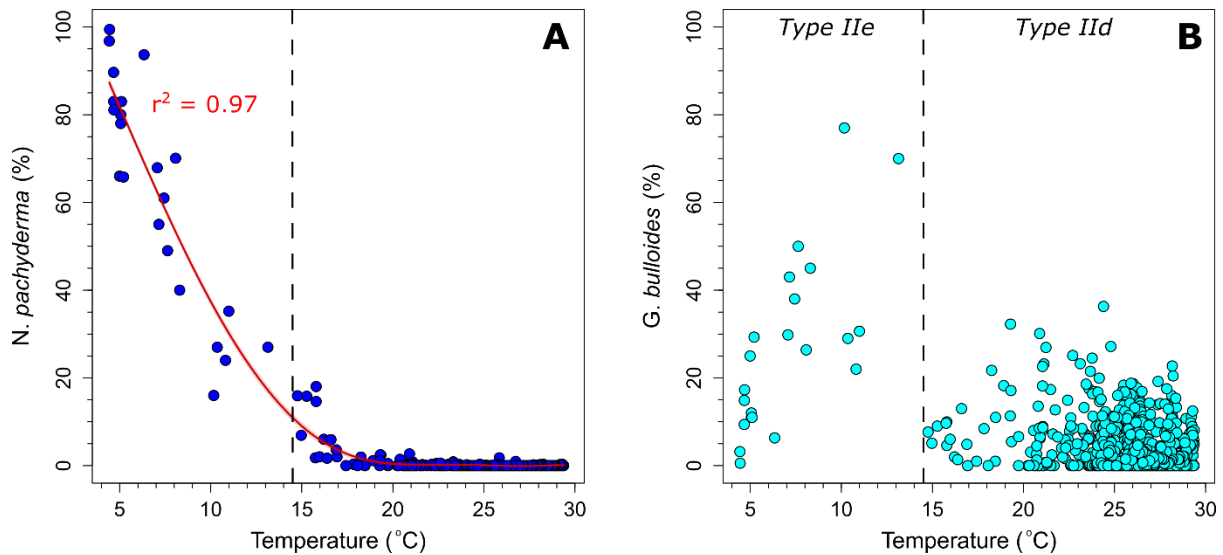 A
r² = 0.97
N. pachyderma (%)
100
80
60
40
20
0
5
10
15
20
25
30
Temperature (°C)
B
Type IIe
Type IId
G. bulloides (%)
100
80
60
40
20
0
5
10
15
20
25
30
Temperature (°C)